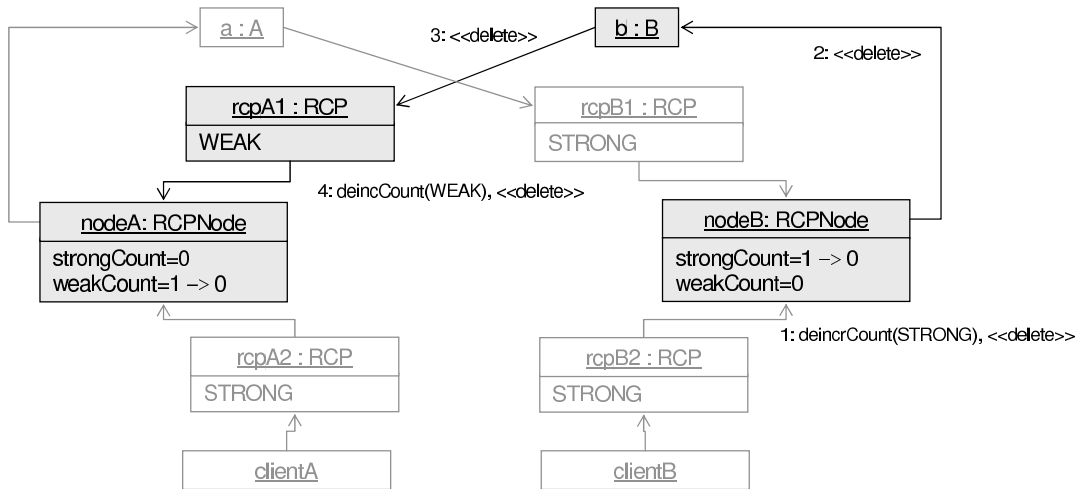 a : A
3: <<delete>>
b : B
2: <<delete>>
rcpA1 : RCP
WEAK
rcpB1 : RCP
STRONG
4: deincCount(WEAK), <<delete>>
nodeA: RCPNode
strongCount=0
weakCount=1 –> 0
nodeB: RCPNode
strongCount=1 –> 0
weakCount=0
1: deincrCount(STRONG), <<delete>>
rcpA2 : RCP
STRONG
rcpB2 : RCP
STRONG
clientA
clientB